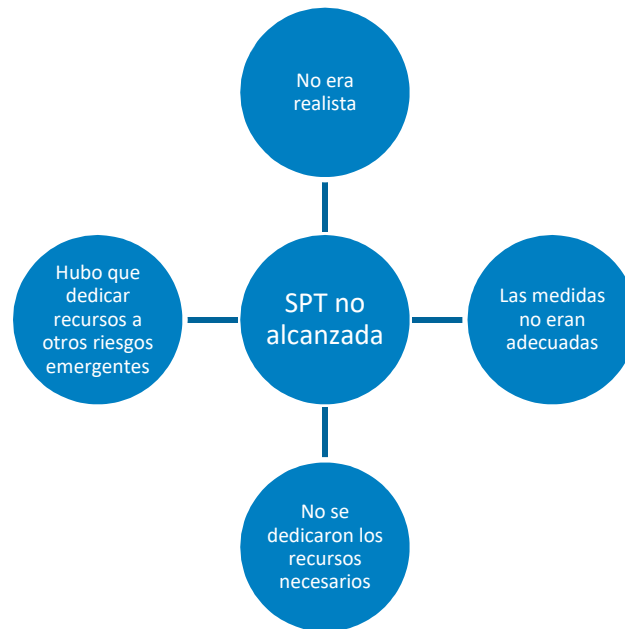 No era
realista
Hubo que
dedicar
recursos a
otros riesgos
emergentes
SPT no
alcanzada
Las medidas
no eran
adecuadas
No se
dedicaron los
recursos
necesarios